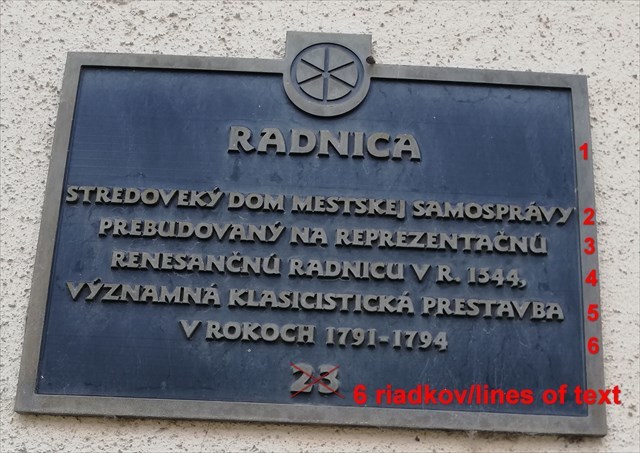 RADNICA
1
STREDOVEKÝ DOM MESTSKEJ SAMOSPRÁVY
2
PREBUDOVANÝ NA REPREZENTAČNÚ
3
RENESANČNÚ RADNICU V R. 1544,
4
VÝZNAMNÁ KLASICISTICKÁ PRESTAVBA
5
V ROKOCH 1791-1794
6
23
6 riadkov/lines of text